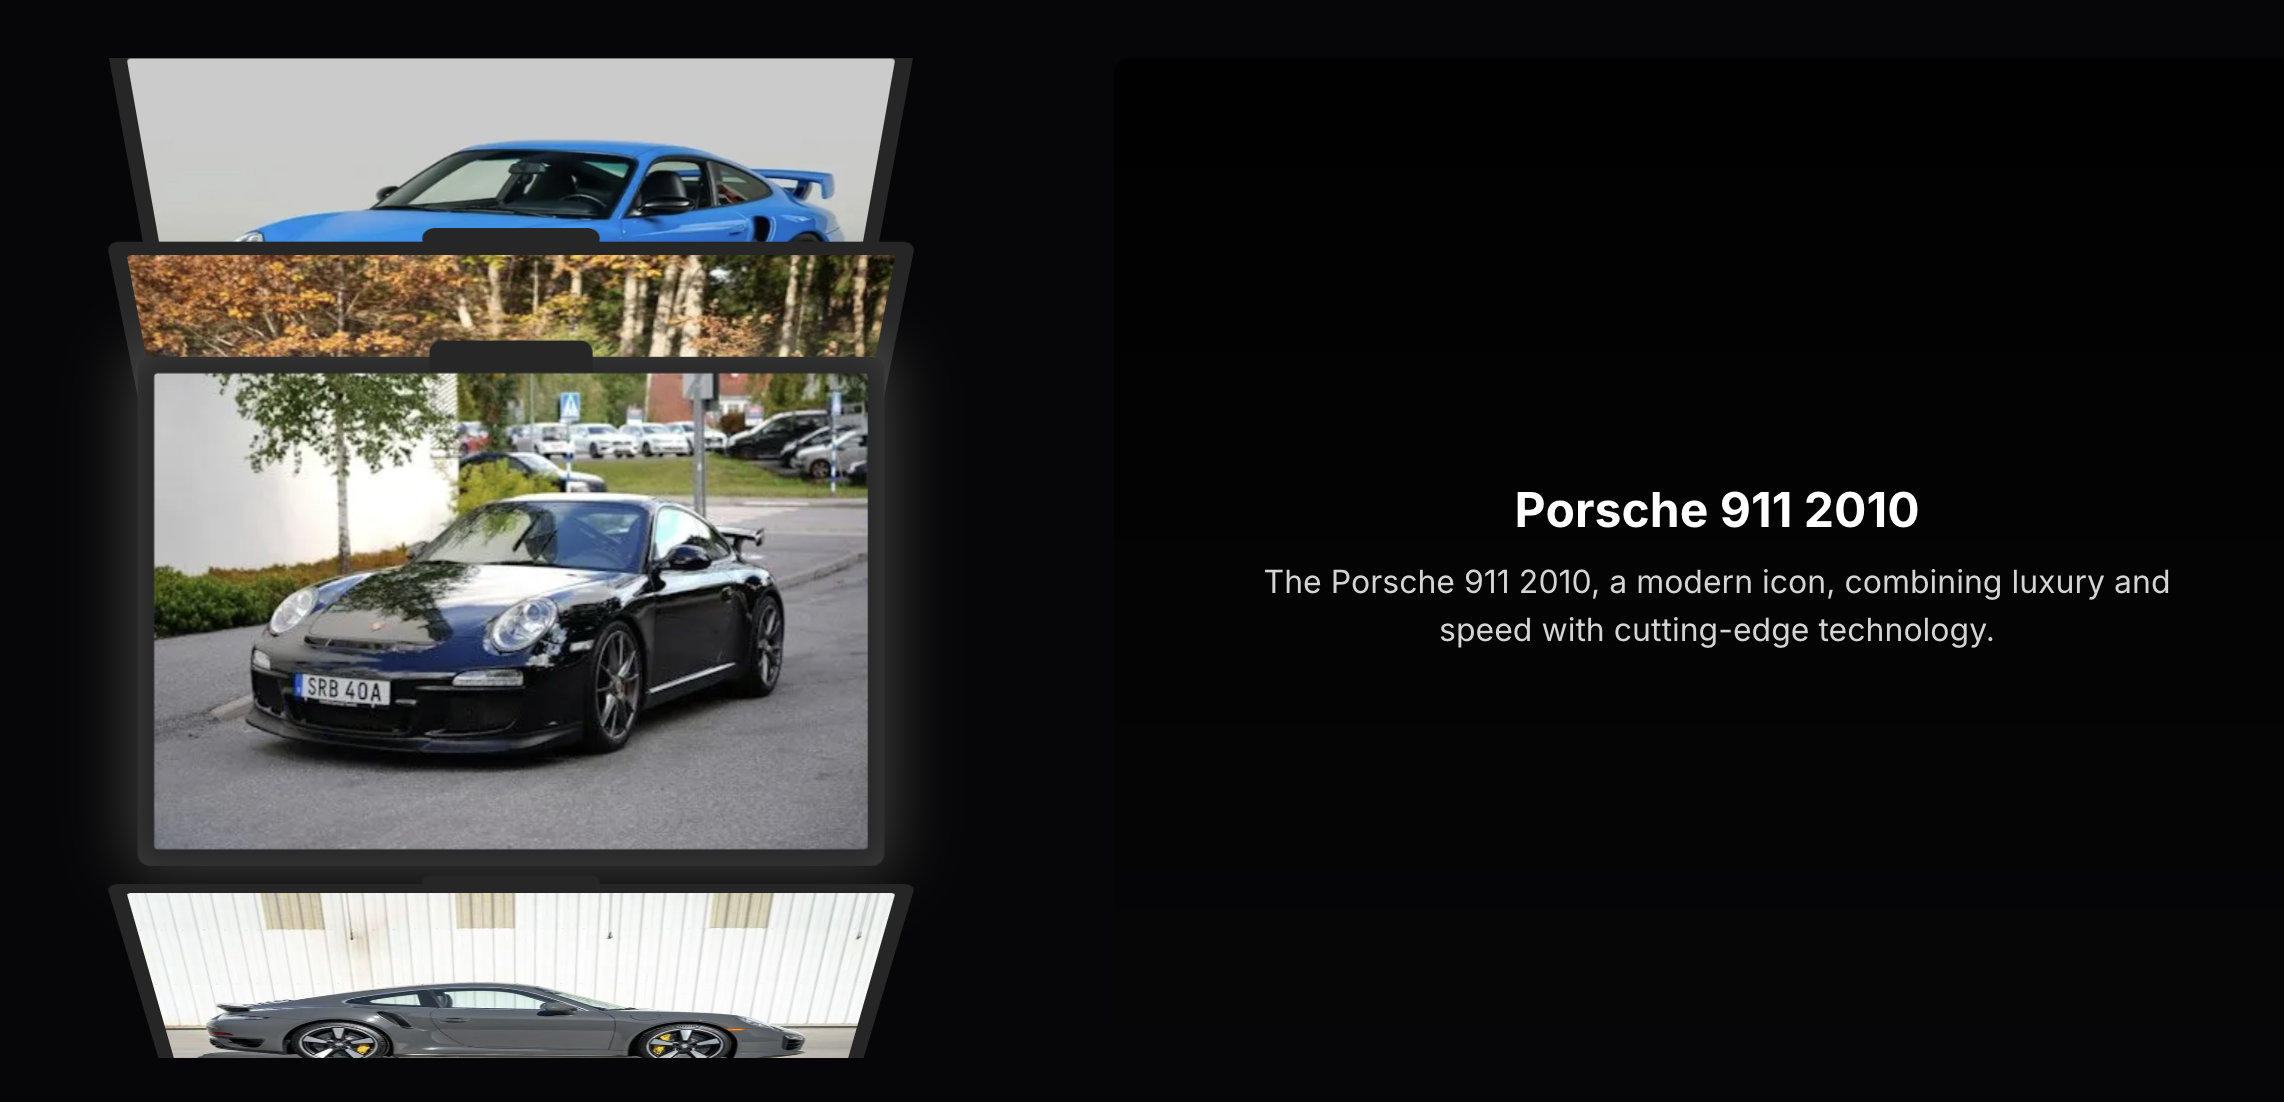 Porsche 911 2010
The Porsche 911 2010, a modern icon, combining luxury and
speed with cutting-edge technology.
SRB 40A